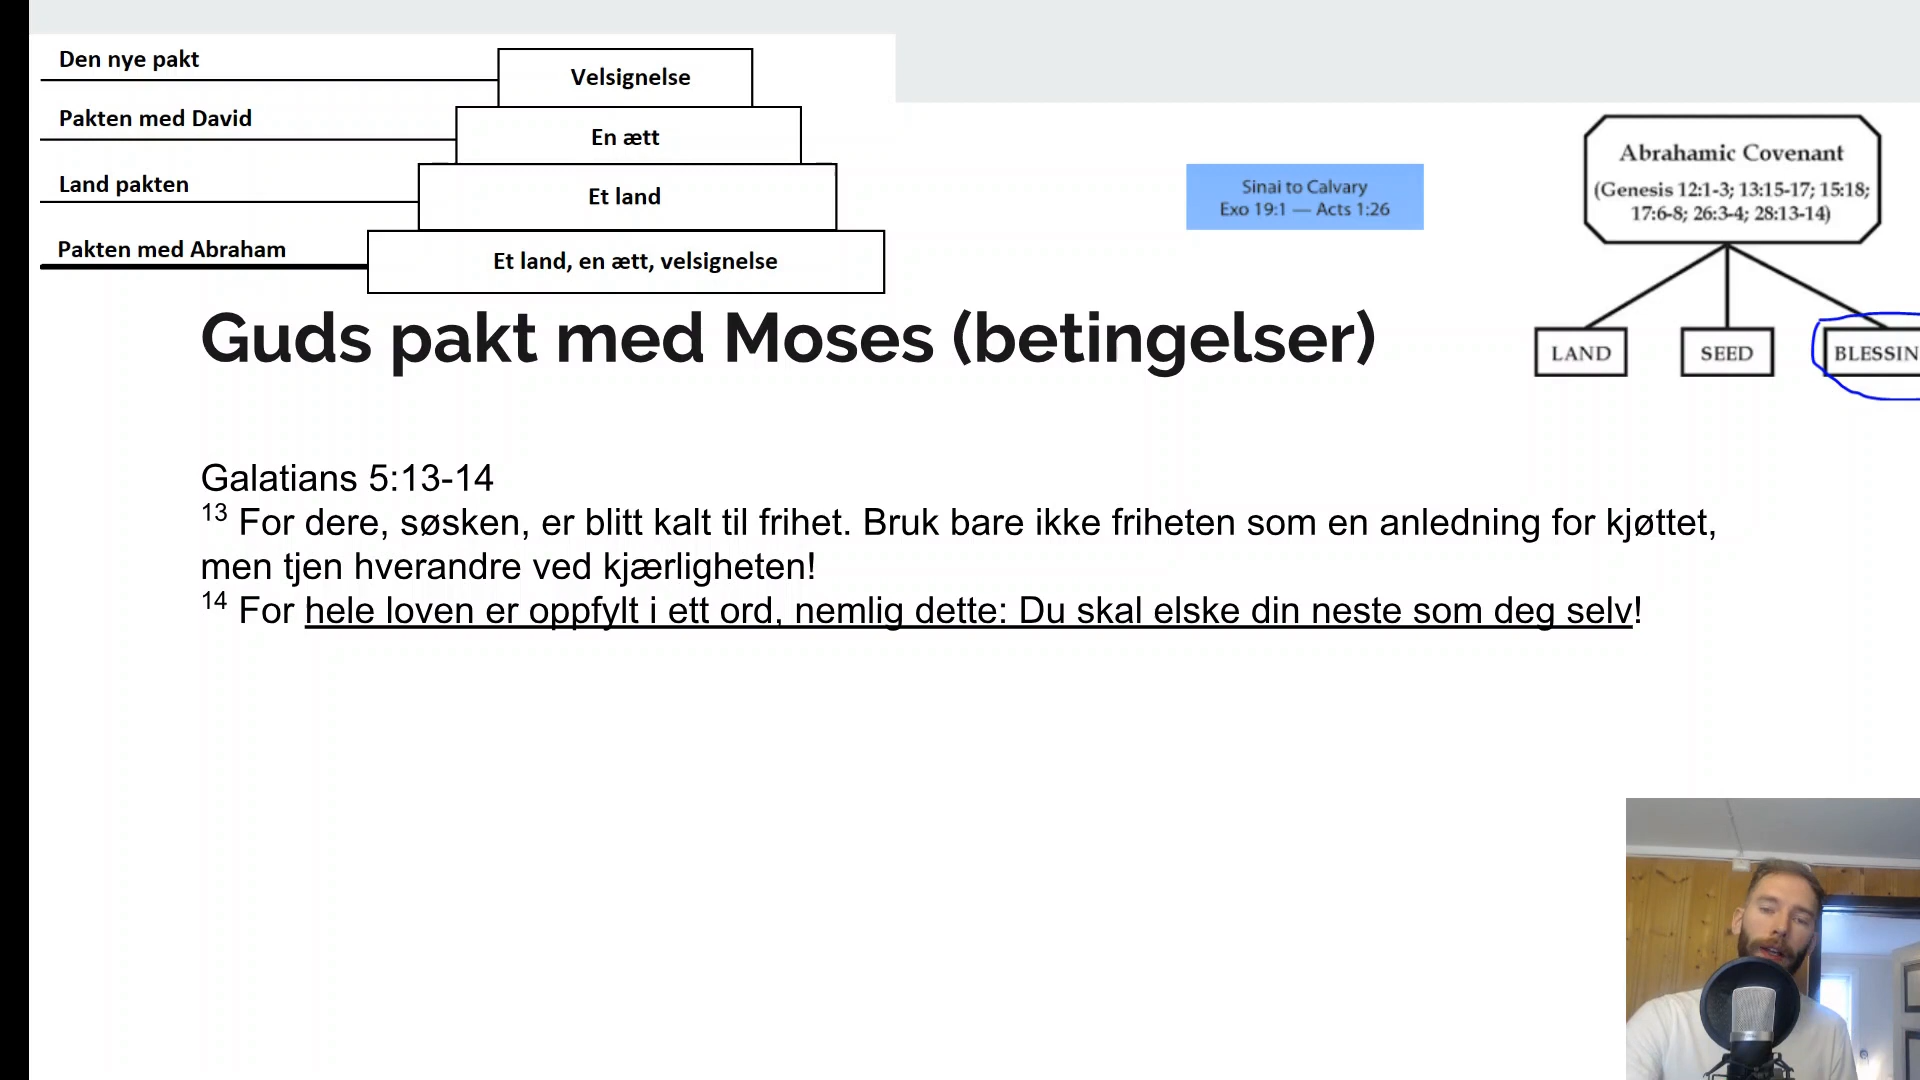 Den nye pakt
Velsignelse
Pakten med David
En ætt
Land pakten
Et land
Pakten med Abraham
Et land, en ætt, velsignelse
Sinai to Calvary
Exo 19:1 — Acts 1:26
Abrahamic Covenant
(Genesis 12:1-3; 13:15-17; 15:18;
17:6-8; 26:3-4; 28:13-14)
LAND
SEED
BLESSIN
Guds pakt med Moses (betingelser)
Galatians 5:13-14
13 For dere, søsken, er blitt kalt til frihet. Bruk bare ikke friheten som en anledning for kjøttet,
men tjen hverandre ved kjærligheten!
14 For hele loven er oppfylt i ett ord, nemlig dette: Du skal elske din neste som deg selv!